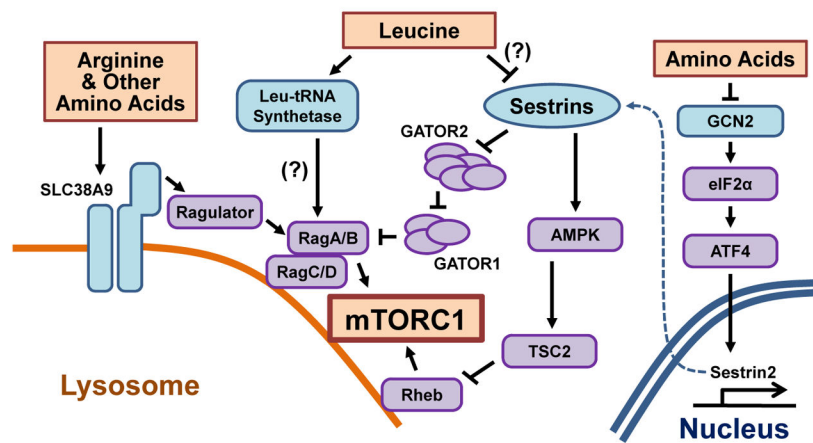 Arginine
& Other
Amino Acids
Leucine
(?)
Amino Acids
Leu-tRNA
Synthetase
Sestrins
GCN2
GATOR2
SLC38A9
(?)
eIF2α
Ragulator
RagA/B
AMPK
ATF4
GATOR1
RagC/D
mTORC1
TSC2
Lysosome
Rheb
Sestrin2
Nucleus